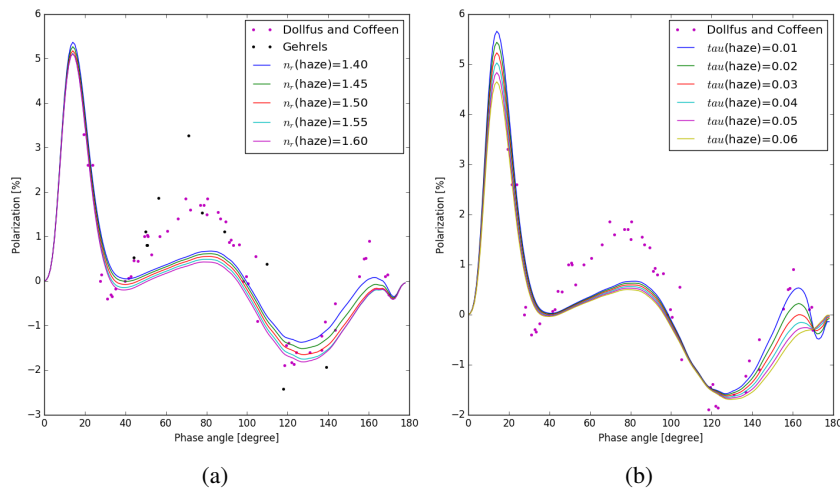 (a)
Dollfus and Coffeen
Gehrels
n_r(haze)=1.40
n_r(haze)=1.45
n_r(haze)=1.50
n_r(haze)=1.55
n_r(haze)=1.60
6
5
4
3
2
1
0
−1
−2
−3
Polarization [%]
0 20 40 60 80 100 120 140 160 180
Phase angle [degree]
(a)
(b)
Dollfus and Coffeen
tau(haze)=0.01
tau(haze)=0.02
tau(haze)=0.03
tau(haze)=0.04
tau(haze)=0.05
tau(haze)=0.06
6
5
4
3
2
1
0
−1
−2
Polarization [%]
0 20 40 60 80 100 120 140 160 180
Phase angle [degree]
(b)